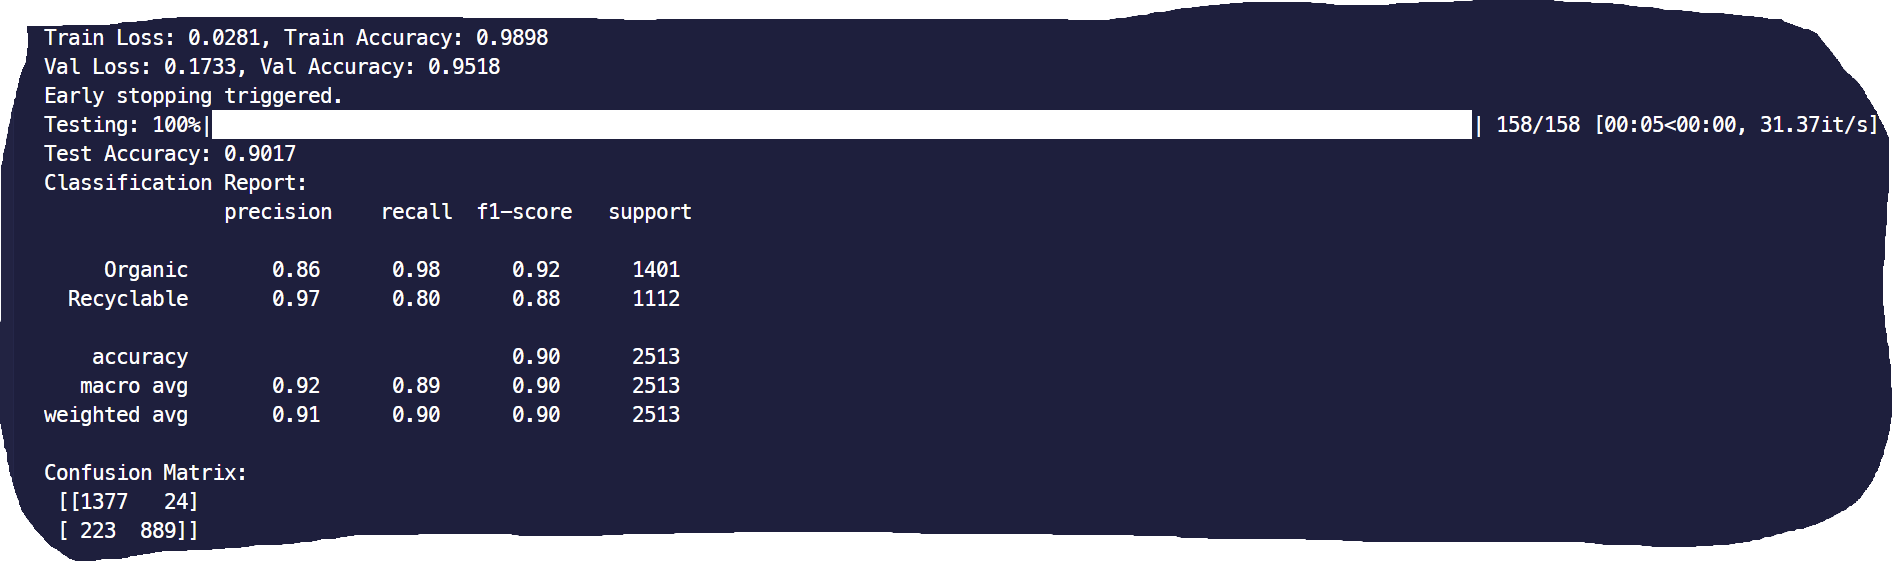 Train Loss: 0.0281, Train Accuracy: 0.9898
Val Loss: 0.1733, Val Accuracy: 0.9518
Early stopping triggered.
Testing: 100%| | 158/158 [00:05<00:00, 31.37it/s]
Test Accuracy: 0.9017
Classification Report:
precision recall f1-score support
Organic 0.86 0.98 0.92 1401
Recyclable 0.97 0.80 0.88 1112
accuracy 0.90 2513
macro avg 0.92 0.89 0.90 2513
weighted avg 0.91 0.90 0.90 2513
Confusion Matrix:
[[1377 24]
[ 223 889]]